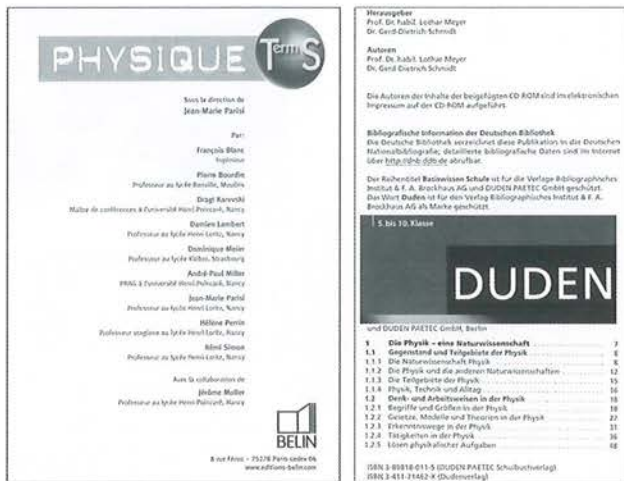 PHYSIQUE Term S
Sous la direction de
Jean-Marie Parisi
Par:
François Blanc
Ingénieur
Pierre Bourdin
Professeur au lycée Banville, Moulins
Dragi Karevski
Maître de conférences à l'université Henri Poincaré, Nancy
Damien Lambert
Professeur au lycée Henri Loritz, Nancy
Dominique Meier
Professeur au lycée Kléber, Strasbourg
André-Paul Miller
PRAG à l'université Henri Poincaré, Nancy
Jean-Marie Parisi
Professeur au lycée Henri Loritz, Nancy
Hélène Perrin
Professeur stagiaire au lycée Henri Loritz, Nancy
Rémi Simon
Professeur au lycée Henri Loritz, Nancy
Avec la collaboration de
Jérôme Muller
Professeur à l'université Henri Poincaré, Nancy
BELIN
8 rue Férou - 75278 Paris cedex 06
www.editions-belin.com
Herausgeber
Prof. Dr. habil. Lothar Meyer
Dr. Gerd-Dietrich Schmidt
Autoren
Prof. Dr. habil. Lothar Meyer
Dr. Gerd-Dietrich Schmidt
Die Autoren der Inhalte der beigefügten CD-ROM sind im elektronischen
Impressum auf der CD-ROM aufgeführt.
Bibliografische Information der Deutschen Bibliothek
Die Deutsche Bibliothek verzeichnet diese Publikation in der Deutschen
Nationalbibliografie; detaillierte bibliografische Daten sind im Internet
über http://dnb.ddb.de abrufbar.
Der Reihentitel Basiswissen Schule ist für die Verlage Bibliographisches
Institut & F. A. Brockhaus AG und DUDEN PAETEC GmbH geschützt.
Das Wort Duden ist für den Verlag Bibliographisches Institut & F. A.
Brockhaus AG als Marke geschützt.
5. bis 10. Klasse
DUDEN
und DUDEN PAETEC GmbH, Berlin
1 Die Physik – eine Naturwissenschaft 7
1.1 Gegenstand und Teilgebiete der Physik 8
1.1.1 Die Naturwissenschaft Physik 8
1.1.2 Die Physik und die anderen Naturwissenschaften 12
1.1.3 Die Teilgebiete der Physik 15
1.1.4 Physik, Technik und Alltag 16
1.2 Denk- und Arbeitsweisen in der Physik 18
1.2.1 Begriffe und Größen in der Physik 18
1.2.2 Gesetze, Modelle und Theorien in der Physik 27
1.2.3 Erkenntniswege in der Physik 31
1.2.4 Tätigkeiten in der Physik 36
1.2.5 Lösen physikalischer Aufgaben 48
ISBN 3-89818-011-5 (DUDEN PAETEC Schulbuchverlag)
ISBN 3-411-71462-X (Dudenverlag)